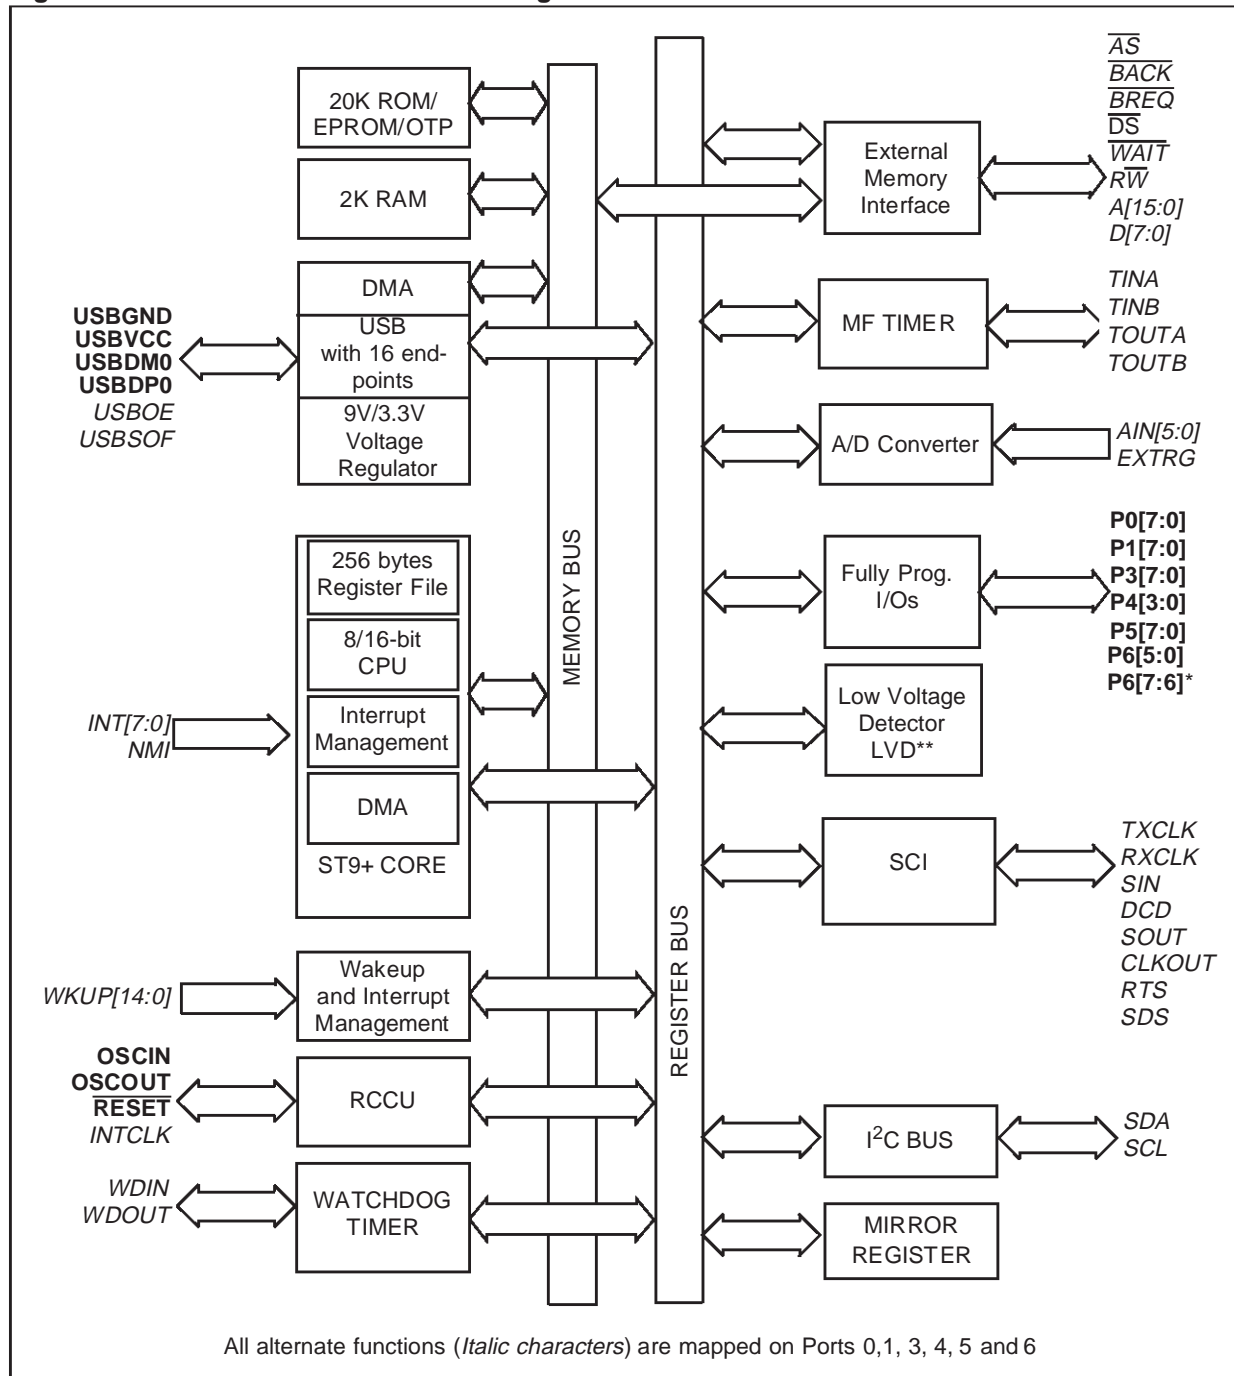 20K ROM/
EPROM/OTP
2K RAM
DMA
USB
with 16 end-
points
9V/3.3V
Voltage
Regulator
USBGND
USBVCC
USBDM0
USBDP0
USBOE
USBSOF
256 bytes
Register File
8/16-bit
CPU
Interrupt
Management
DMA
ST9+ CORE
INT[7:0]
NMI
Wakeup
and Interrupt
Management
WKUP[14:0]
OSCIN
OSCOUT
RESET
INTCLK
RCCU
WDIN
WDOUT
WATCHDOG
TIMER
MEMORY BUS
REGISTER BUS
External
Memory
Interface
AS
BACK
BREQ
DS
WAIT
RW
A[15:0]
D[7:0]
MF TIMER
TINA
TINB
TOUTA
TOUTB
A/D Converter
AIN[5:0]
EXTRG
Fully Prog.
I/Os
P0[7:0]
P1[7:0]
P3[7:0]
P4[3:0]
P5[7:0]
P6[5:0]
P6[7:6]*
Low Voltage
Detector
LVD**
SCI
TXCLK
RXCLK
SIN
DCD
SOUT
CLKOUT
RTS
SDS
I²C BUS
SDA
SCL
MIRROR
REGISTER
All alternate functions (Italic characters) are mapped on Ports 0,1, 3, 4, 5 and 6